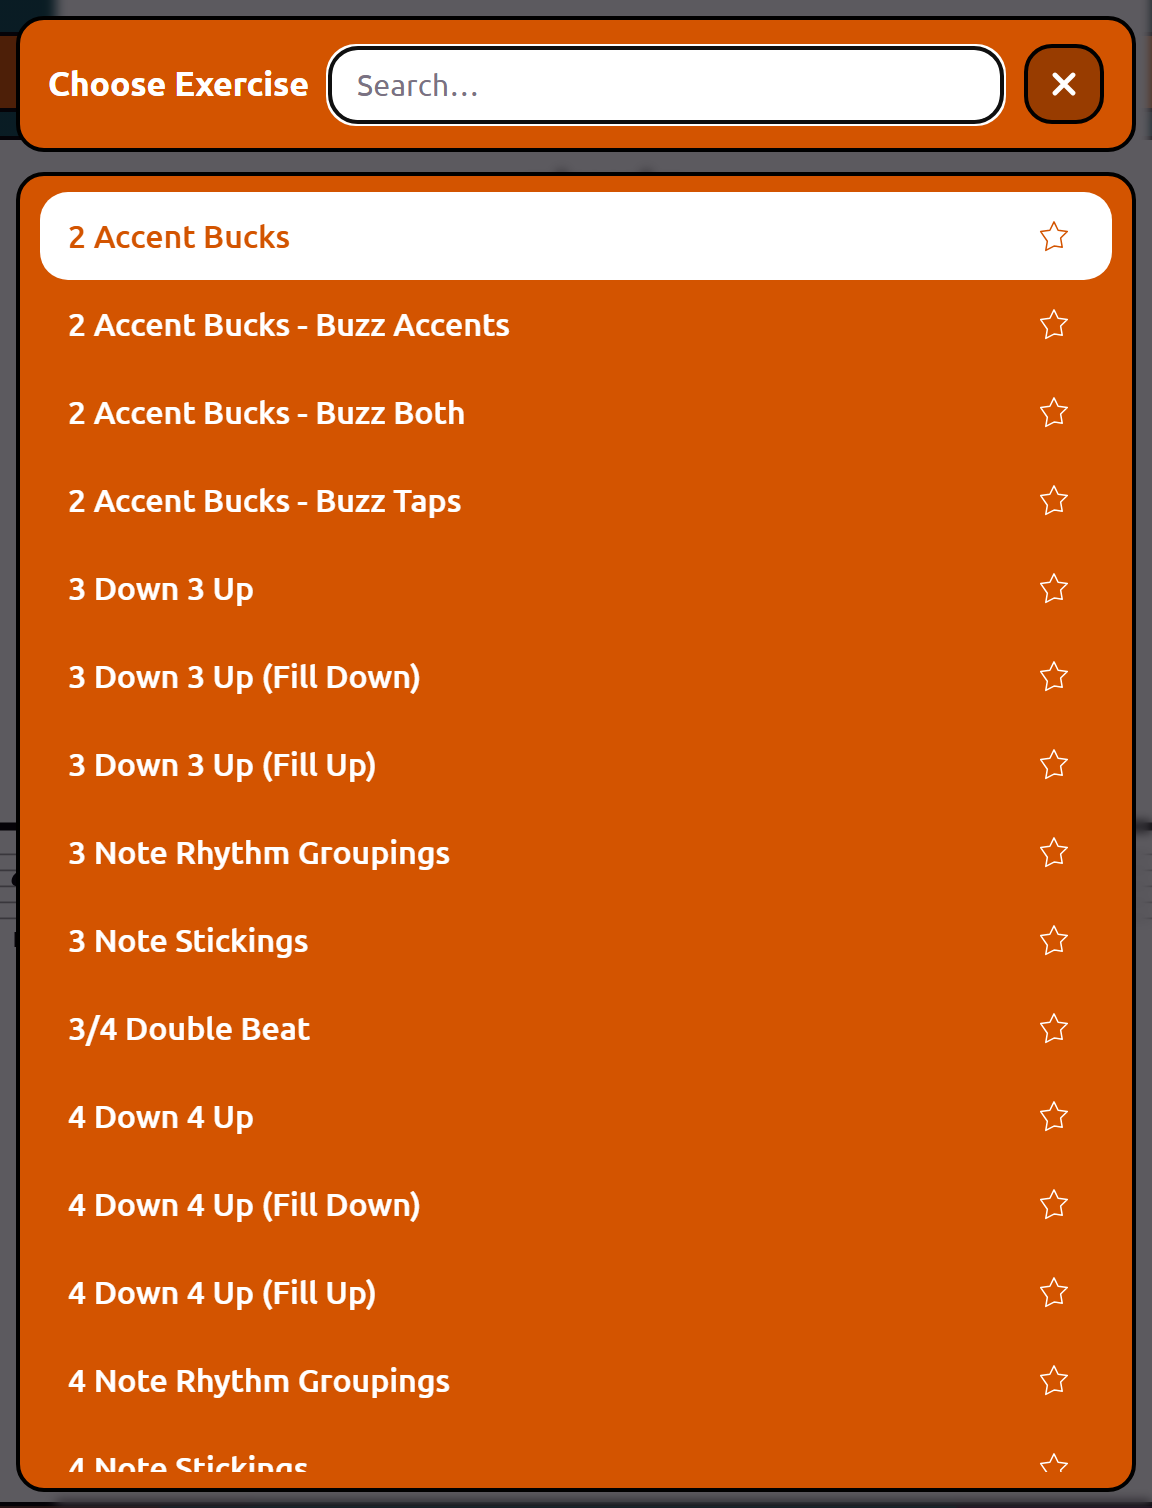 Choose Exercise
Search...
2 Accent Bucks
2 Accent Bucks - Buzz Accents
2 Accent Bucks - Buzz Both
2 Accent Bucks - Buzz Taps
3 Down 3 Up
3 Down 3 Up (Fill Down)
3 Down 3 Up (Fill Up)
3 Note Rhythm Groupings
3 Note Stickings
3/4 Double Beat
4 Down 4 Up
4 Down 4 Up (Fill Down)
4 Down 4 Up (Fill Up)
4 Note Rhythm Groupings
4 Note Stickings